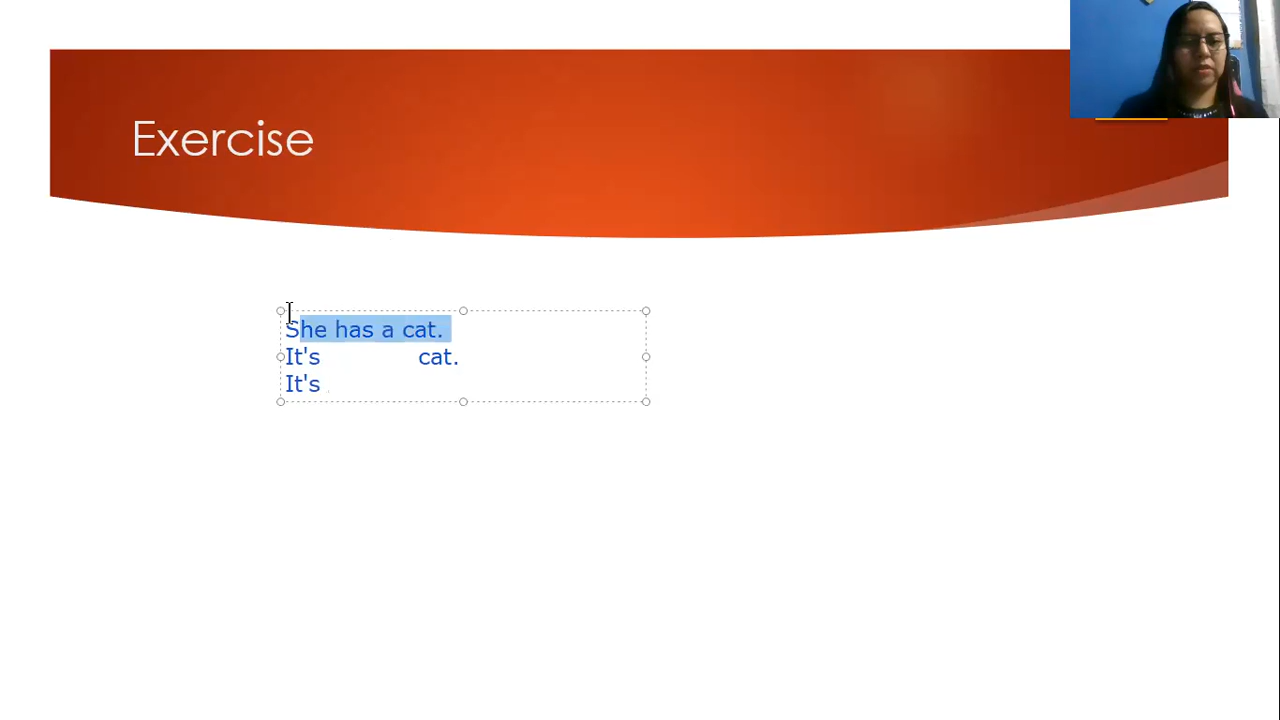 Exercise
She has a cat.
It's cat.
It's .